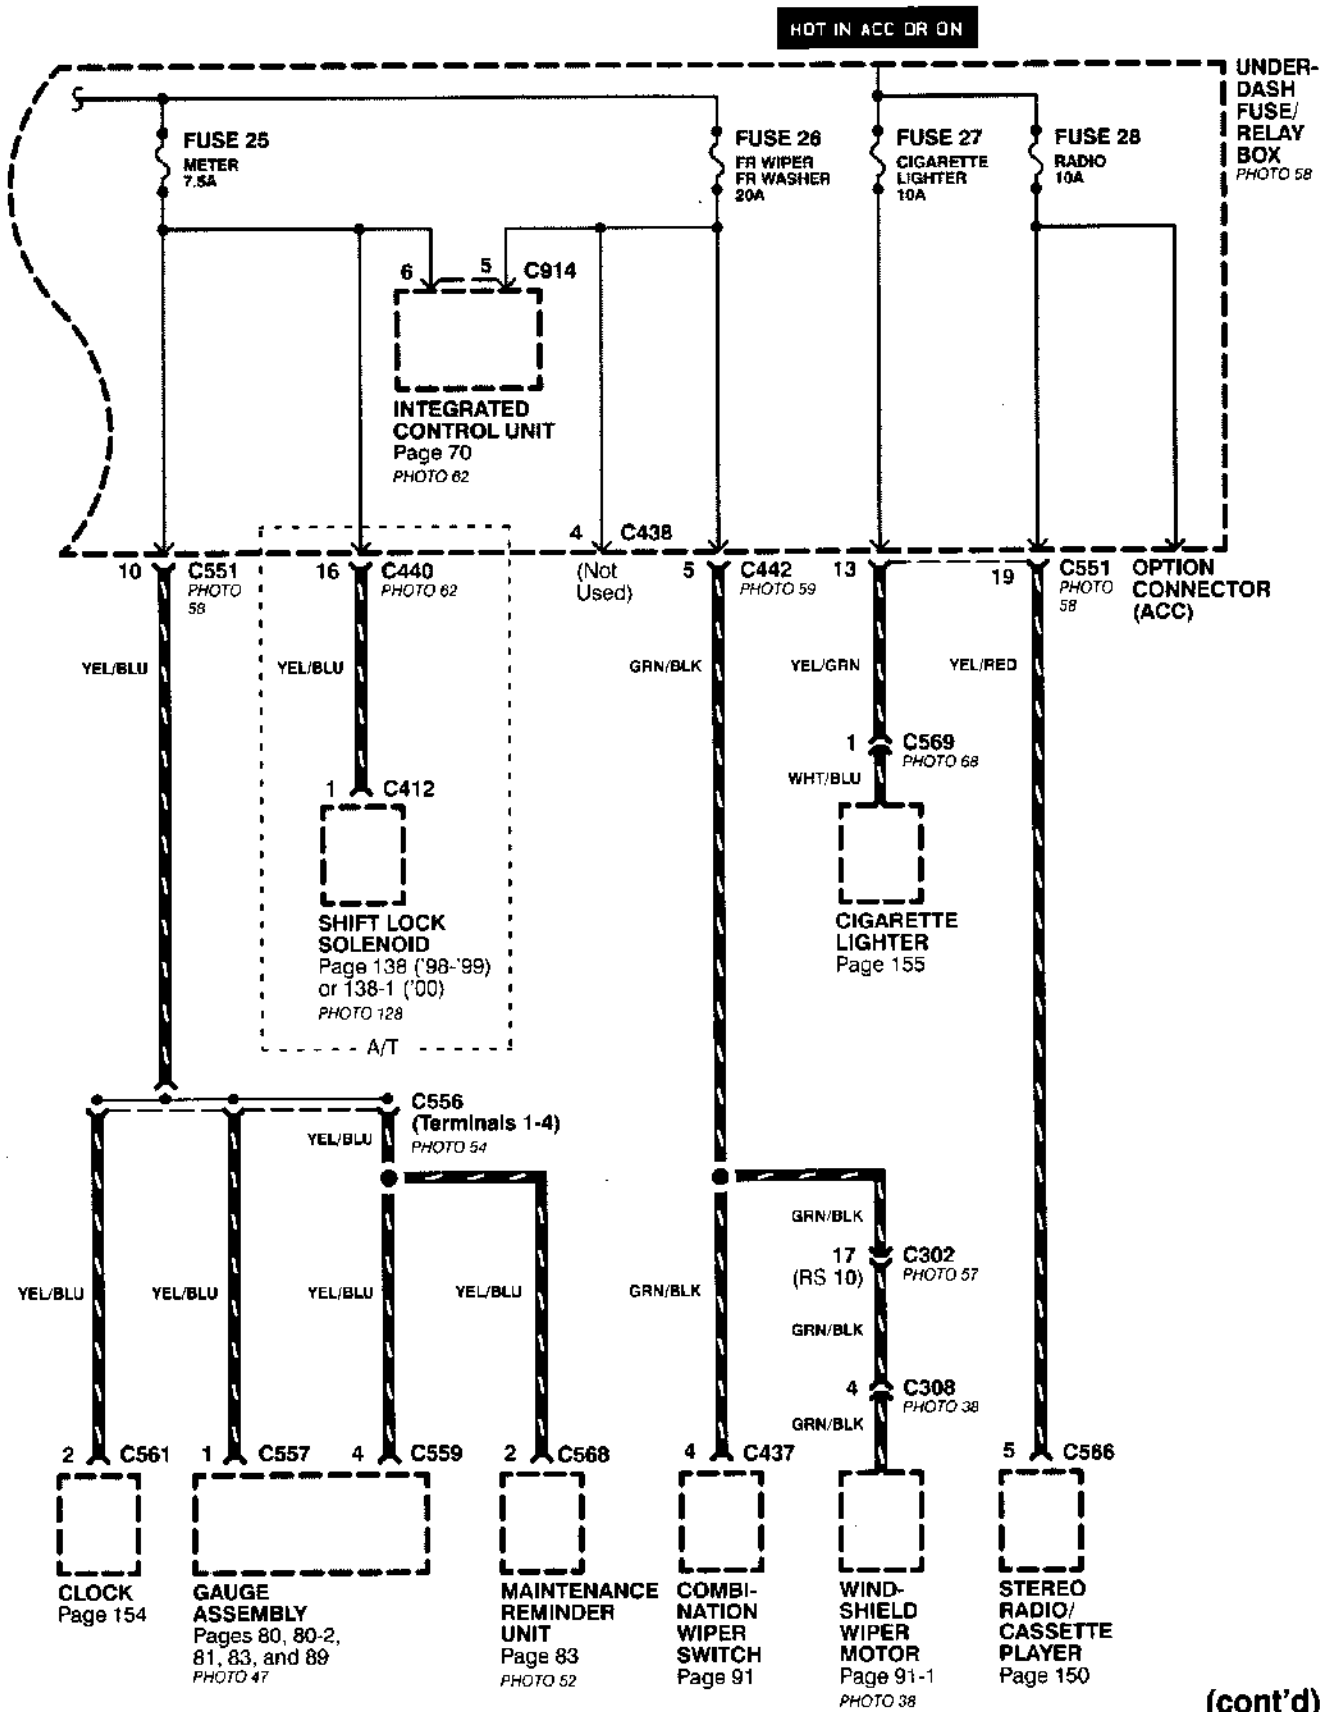 HOT IN ACC OR ON
UNDER-
DASH
FUSE/
RELAY
BOX
PHOTO 58
FUSE 25
METER
7.5A
FUSE 26
FR WIPER
FR WASHER
20A
FUSE 27
CIGARETTE
LIGHTER
10A
FUSE 28
RADIO
10A
6 5 C914
INTEGRATED
CONTROL UNIT
Page 70
PHOTO 62
10 C551
PHOTO
58
16 C440
PHOTO 62
4 C438
(Not
Used)
5 C442
PHOTO 59
13
19 C551
PHOTO
58
OPTION
CONNECTOR
(ACC)
YEL/BLU
YEL/BLU
GRN/BLK
YEL/GRN
YEL/RED
1 C569
PHOTO 68
WHT/BLU
1 C412
SHIFT LOCK
SOLENOID
Page 138 ('98-'99)
or 138-1 ('00)
PHOTO 128
A/T
CIGARETTE
LIGHTER
Page 155
C556
(Terminals 1-4)
PHOTO 54
YEL/BLU
GRN/BLK
17 C302
(RS 10) PHOTO 57
YEL/BLU
YEL/BLU
YEL/BLU
YEL/BLU
GRN/BLK
GRN/BLK
4 C308
PHOTO 38
GRN/BLK
2 C561
1 C557
4 C559
2 C568
4 C437
5 C566
CLOCK
Page 154
GAUGE
ASSEMBLY
Pages 80, 80-2,
81, 83, and 89
PHOTO 47
MAINTENANCE
REMINDER
UNIT
Page 83
PHOTO 52
COMBI-
NATION
WIPER
SWITCH
Page 91
WIND-
SHIELD
WIPER
MOTOR
Page 91-1
PHOTO 38
STEREO
RADIO/
CASSETTE
PLAYER
Page 150
(cont'd)